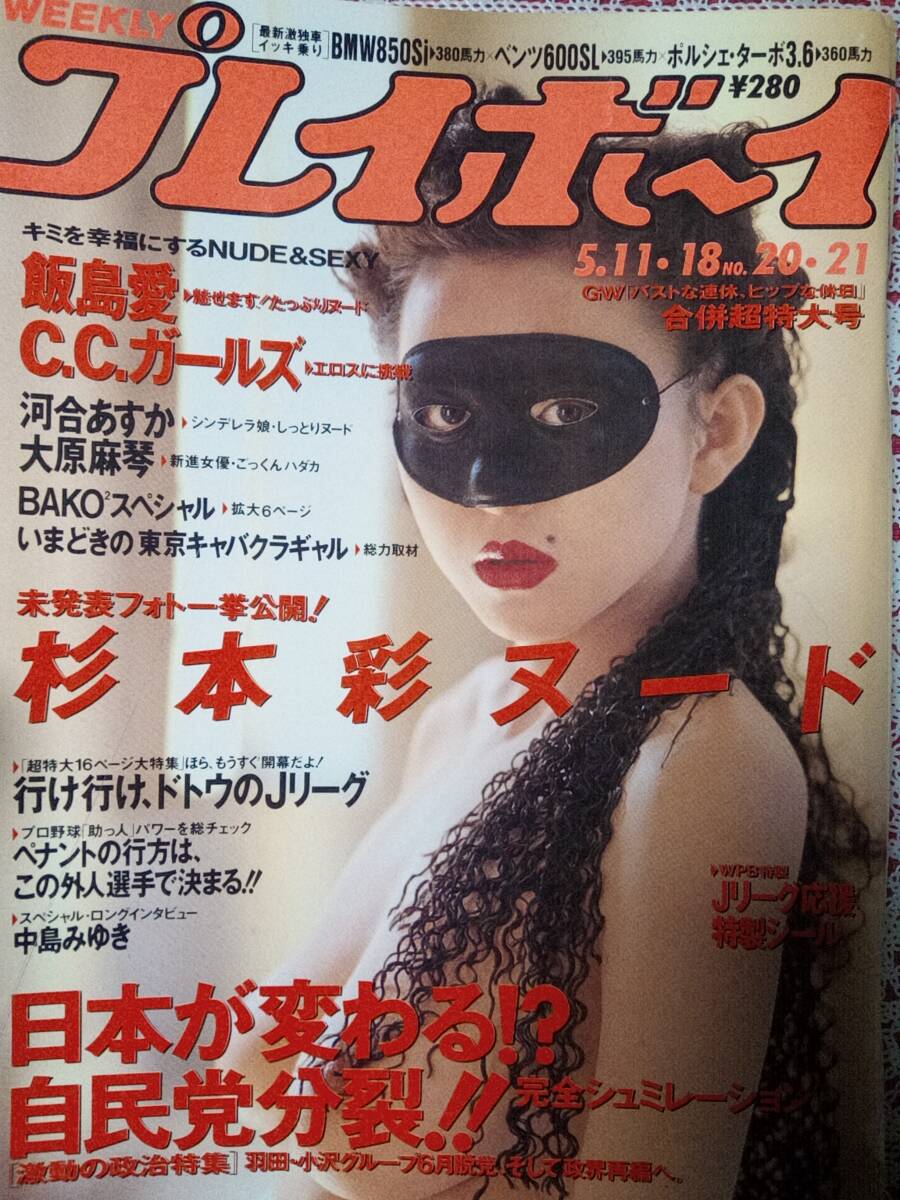 WEEKLY
[最新激独車イッキ乗り]BMW850Si▶380馬力×ベンツ600SL▶395馬力×ポルシェ・ターボ3.6▶360馬力
プレイボーイ
¥280
キミを幸福にするNUDE&SEXY
5.11・18 NO.20・21
GW「バストな連休、ヒップな休日」
合併超特大号
飯島愛▶魅せます!たっぷりヌード
C.C.ガールズ▶エロスに挑戦
河合あすか▶シンデレラ娘・しっとりヌード
大原麻琴▶新進女優・ごっくんハダカ
BAKO²スペシャル▶拡大6ページ
いまどきの東京キャバクラギャル▶総力取材
未発表フォト一挙公開!
杉本彩ヌード
▶「超特大16ページ大特集」ほら、もうすぐ開幕だよ!
行け行け、ドトウのJリーグ
▶プロ野球「助っ人」パワーを総チェック
ペナントの行方は、
この外人選手で決まる!!
▶スペシャル・ロングインタビュー
中島みゆき
▶WPB特製
Jリーグ応援
特製シール
日本が変わる!?
自民党分裂!!完全シュミレーション
[激動の政治特集]羽田・小沢グループ6月脱党、そして政界再編へ。